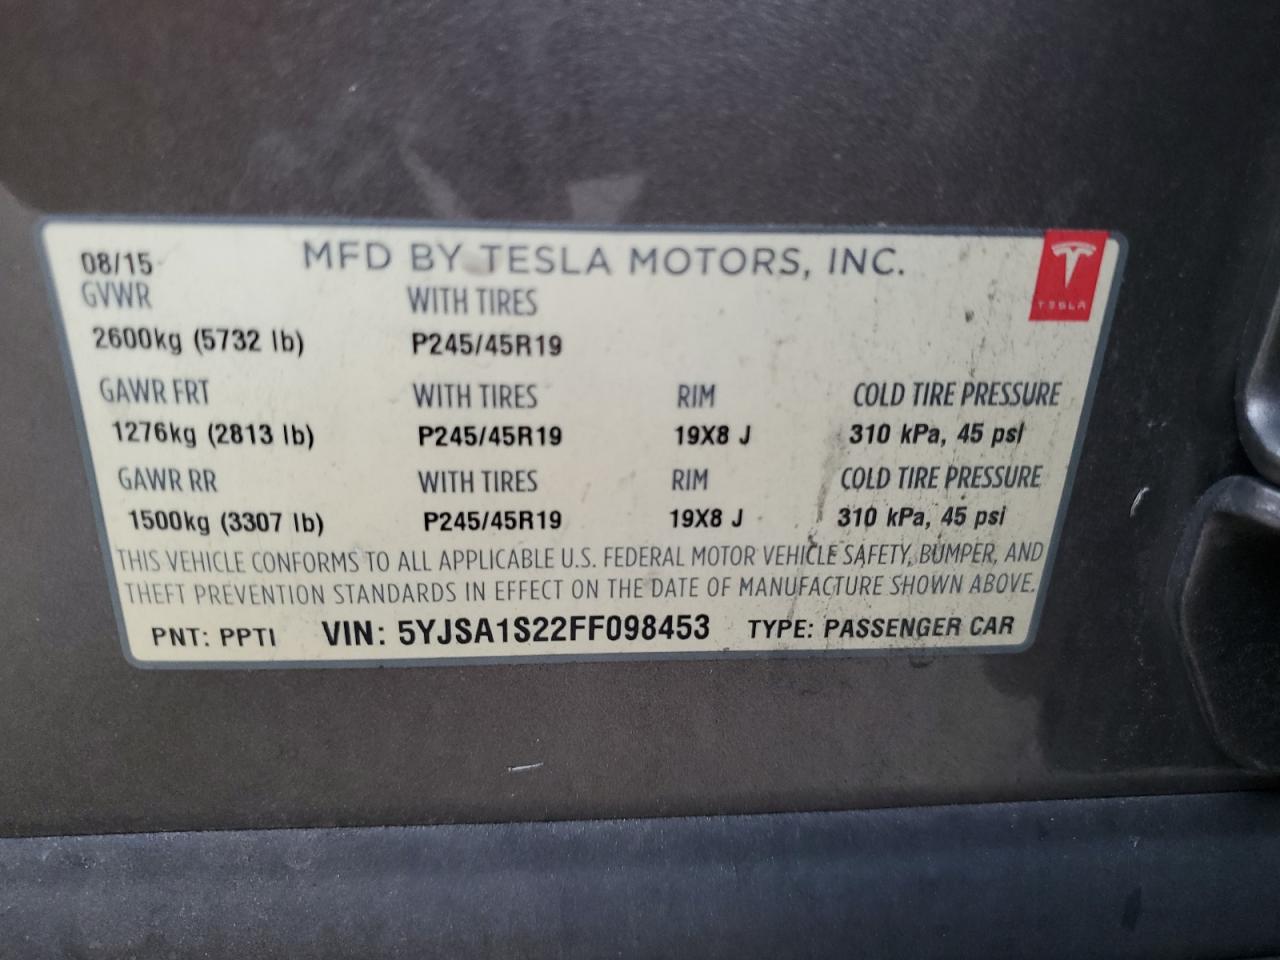 08/15 MFD BY TESLA MOTORS, INC.
TESLA
GVWR WITH TIRES
2600kg (5732 lb) P245/45R19
GAWR FRT WITH TIRES RIM COLD TIRE PRESSURE
1276kg (2813 lb) P245/45R19 19X8 J 310 kPa, 45 psi
GAWR RR WITH TIRES RIM COLD TIRE PRESSURE
1500kg (3307 lb) P245/45R19 19X8 J 310 kPa, 45 psi
THIS VEHICLE CONFORMS TO ALL APPLICABLE U.S. FEDERAL MOTOR VEHICLE SAFETY, BUMPER, AND
THEFT PREVENTION STANDARDS IN EFFECT ON THE DATE OF MANUFACTURE SHOWN ABOVE.
PNT: PPTI VIN: 5YJSA1S22FF098453 TYPE: PASSENGER CAR